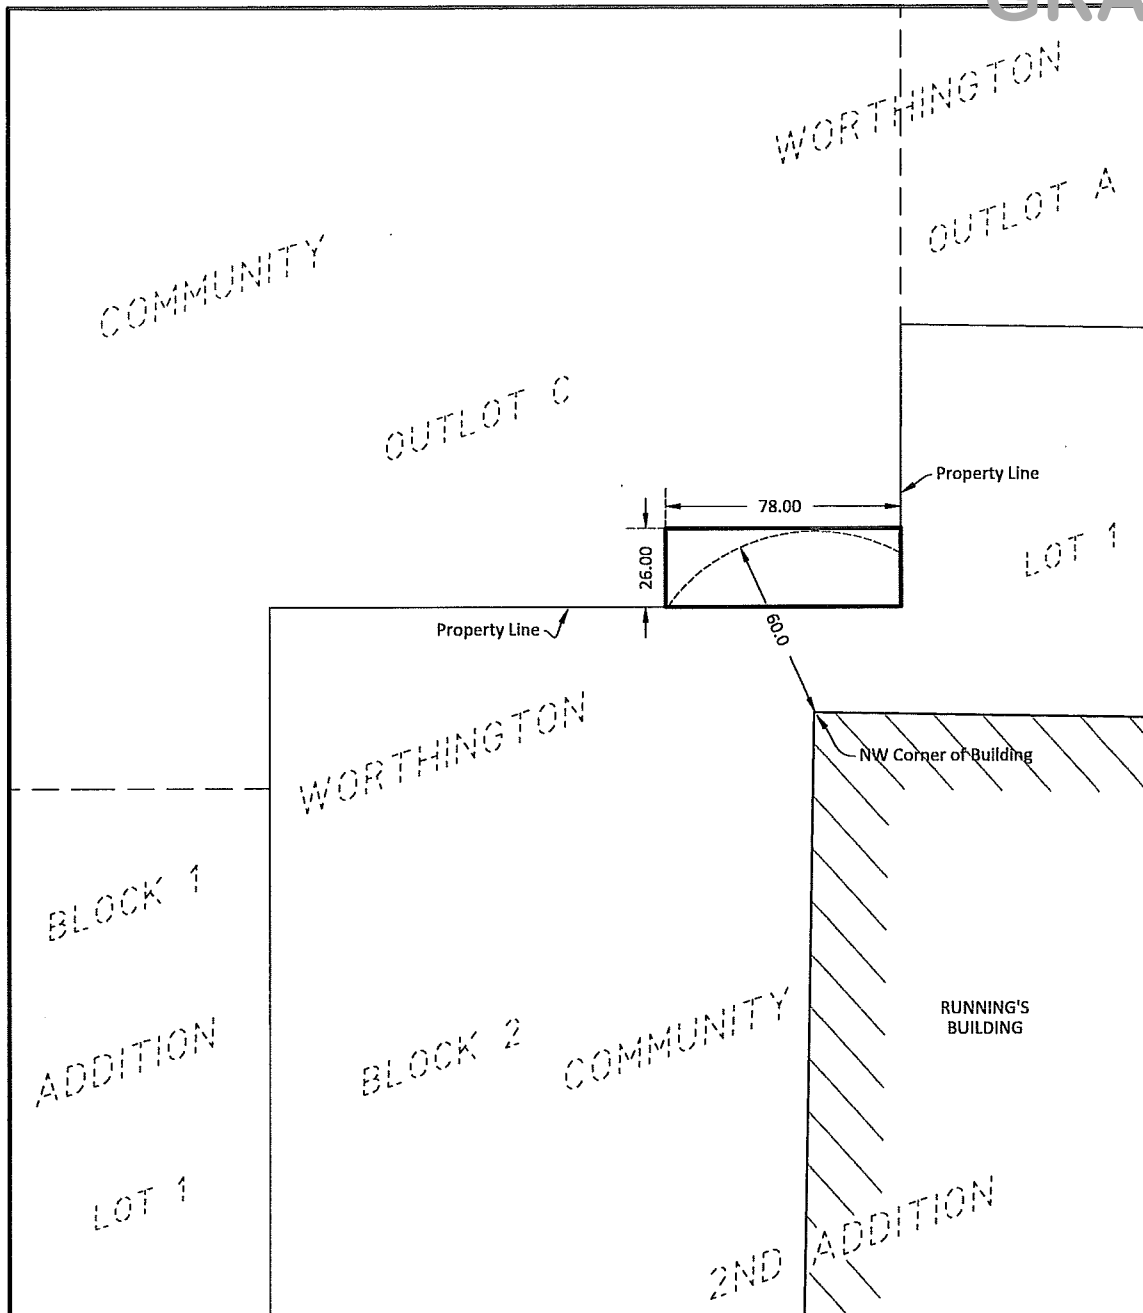 WORTHINGTON
OUTLOT A
COMMUNITY
OUTLOT C
Property Line
78.00
LOT 1
26.00
Property Line
60.0
WORTHINGTON
NW Corner of Building
BLOCK 1
RUNNING'S
BUILDING
COMMUNITY
BLOCK 2
ADDITION
LOT 1
2ND ADDITION